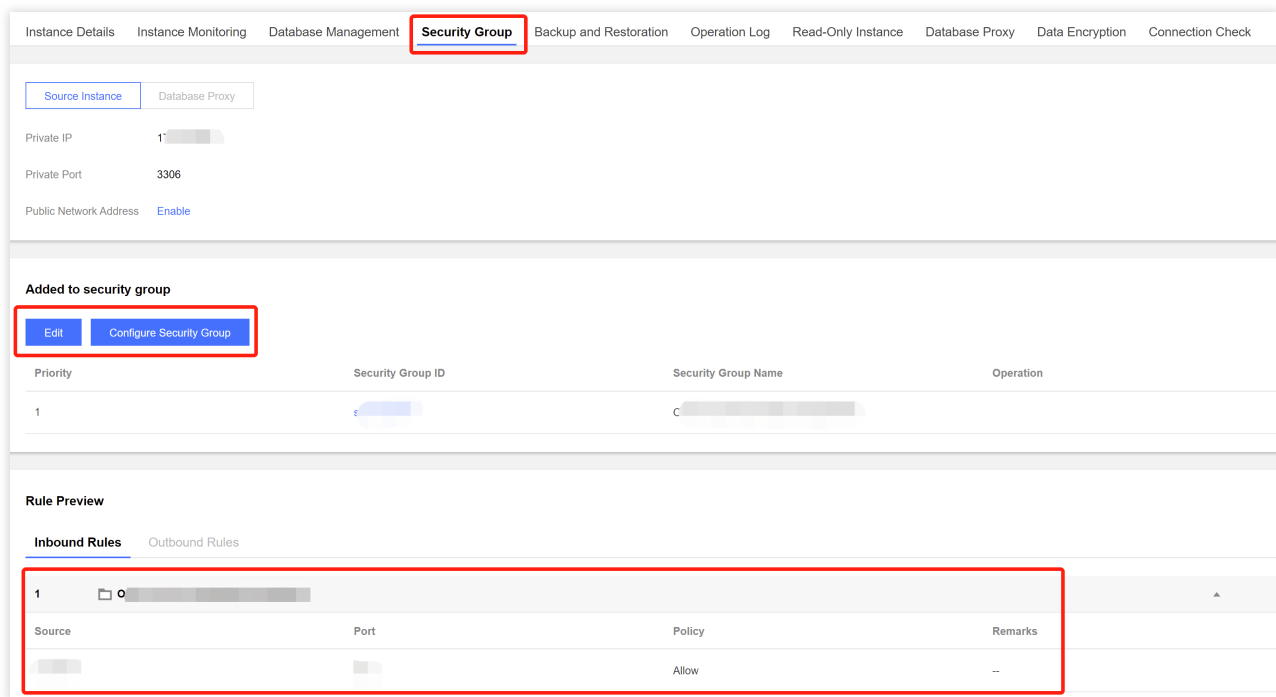 Instance Details Instance Monitoring Database Management Security Group Backup and Restoration Operation Log Read-Only Instance Database Proxy Data Encryption Connection Check
Source Instance Database Proxy
Private IP
Private Port 3306
Public Network Address Enable
Added to security group
Edit Configure Security Group
Priority Security Group ID Security Group Name Operation
1
Rule Preview
Inbound Rules Outbound Rules
1
Source Port Policy Remarks
Allow --